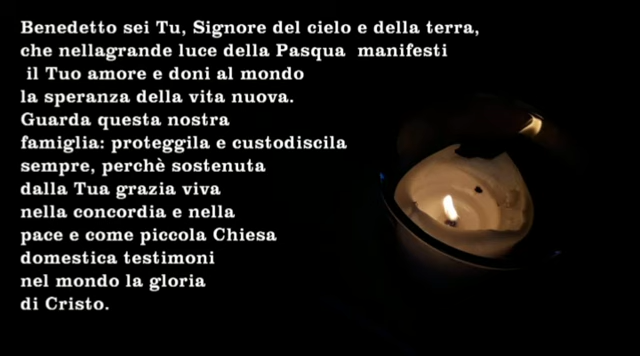 Benedetto sei Tu, Signore del cielo e della terra,
che nellagrande luce della Pasqua manifesti
il Tuo amore e doni al mondo
la speranza della vita nuova.
Guarda questa nostra
famiglia: proteggila e custodiscila
sempre, perchè sostenuta
dalla Tua grazia viva
nella concordia e nella
pace e come piccola Chiesa
domestica testimoni
nel mondo la gloria
di Cristo.